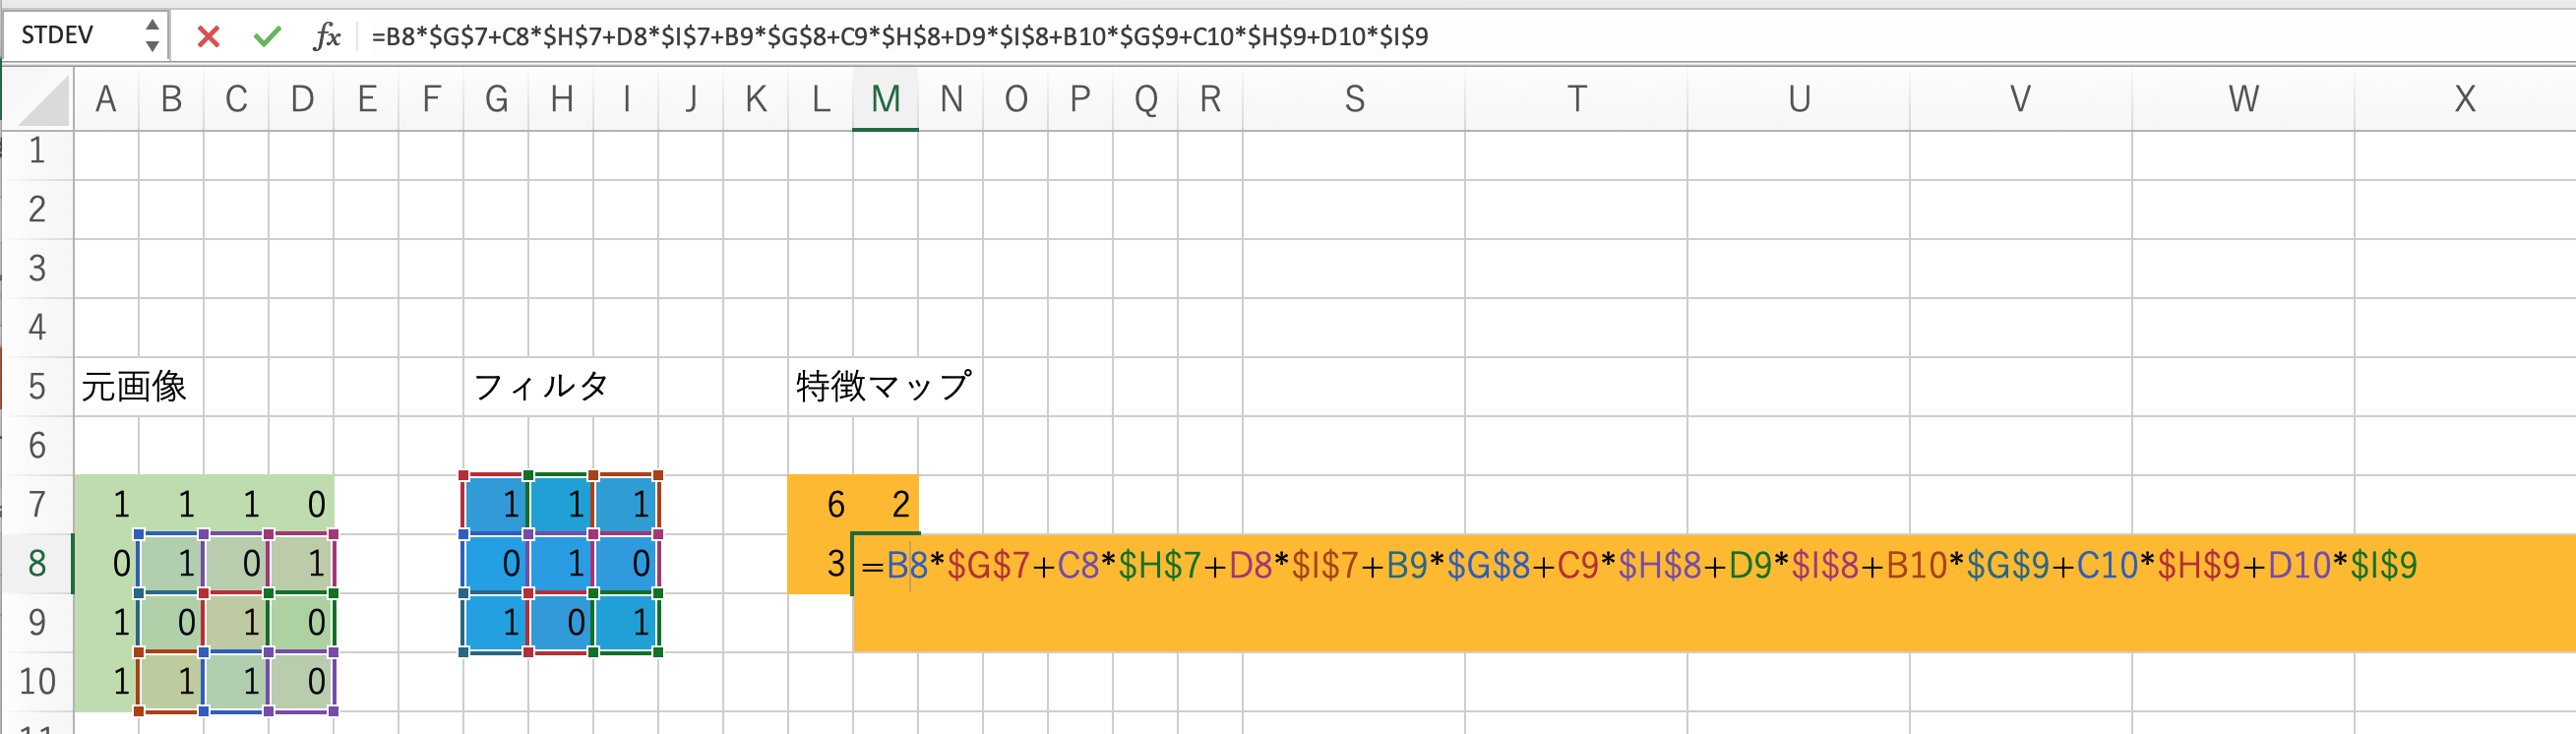 STDEV fx =B8*$G$7+C8*$H$7+D8*$I$7+B9*$G$8+C9*$H$8+D9*$I$8+B10*$G$9+C10*$H$9+D10*$I$9
A B C D E F G H I J K L M N O P Q R S T U V W X
1
2
3
4
5 元画像 フィルタ 特徴マップ
6
7 1 1 1 0 1 1 1 6 2
8 0 1 0 1 0 1 0 3 =B8*$G$7+C8*$H$7+D8*$I$7+B9*$G$8+C9*$H$8+D9*$I$8+B10*$G$9+C10*$H$9+D10*$I$9
9 1 0 1 0 1 0 1
10 1 1 1 0
11